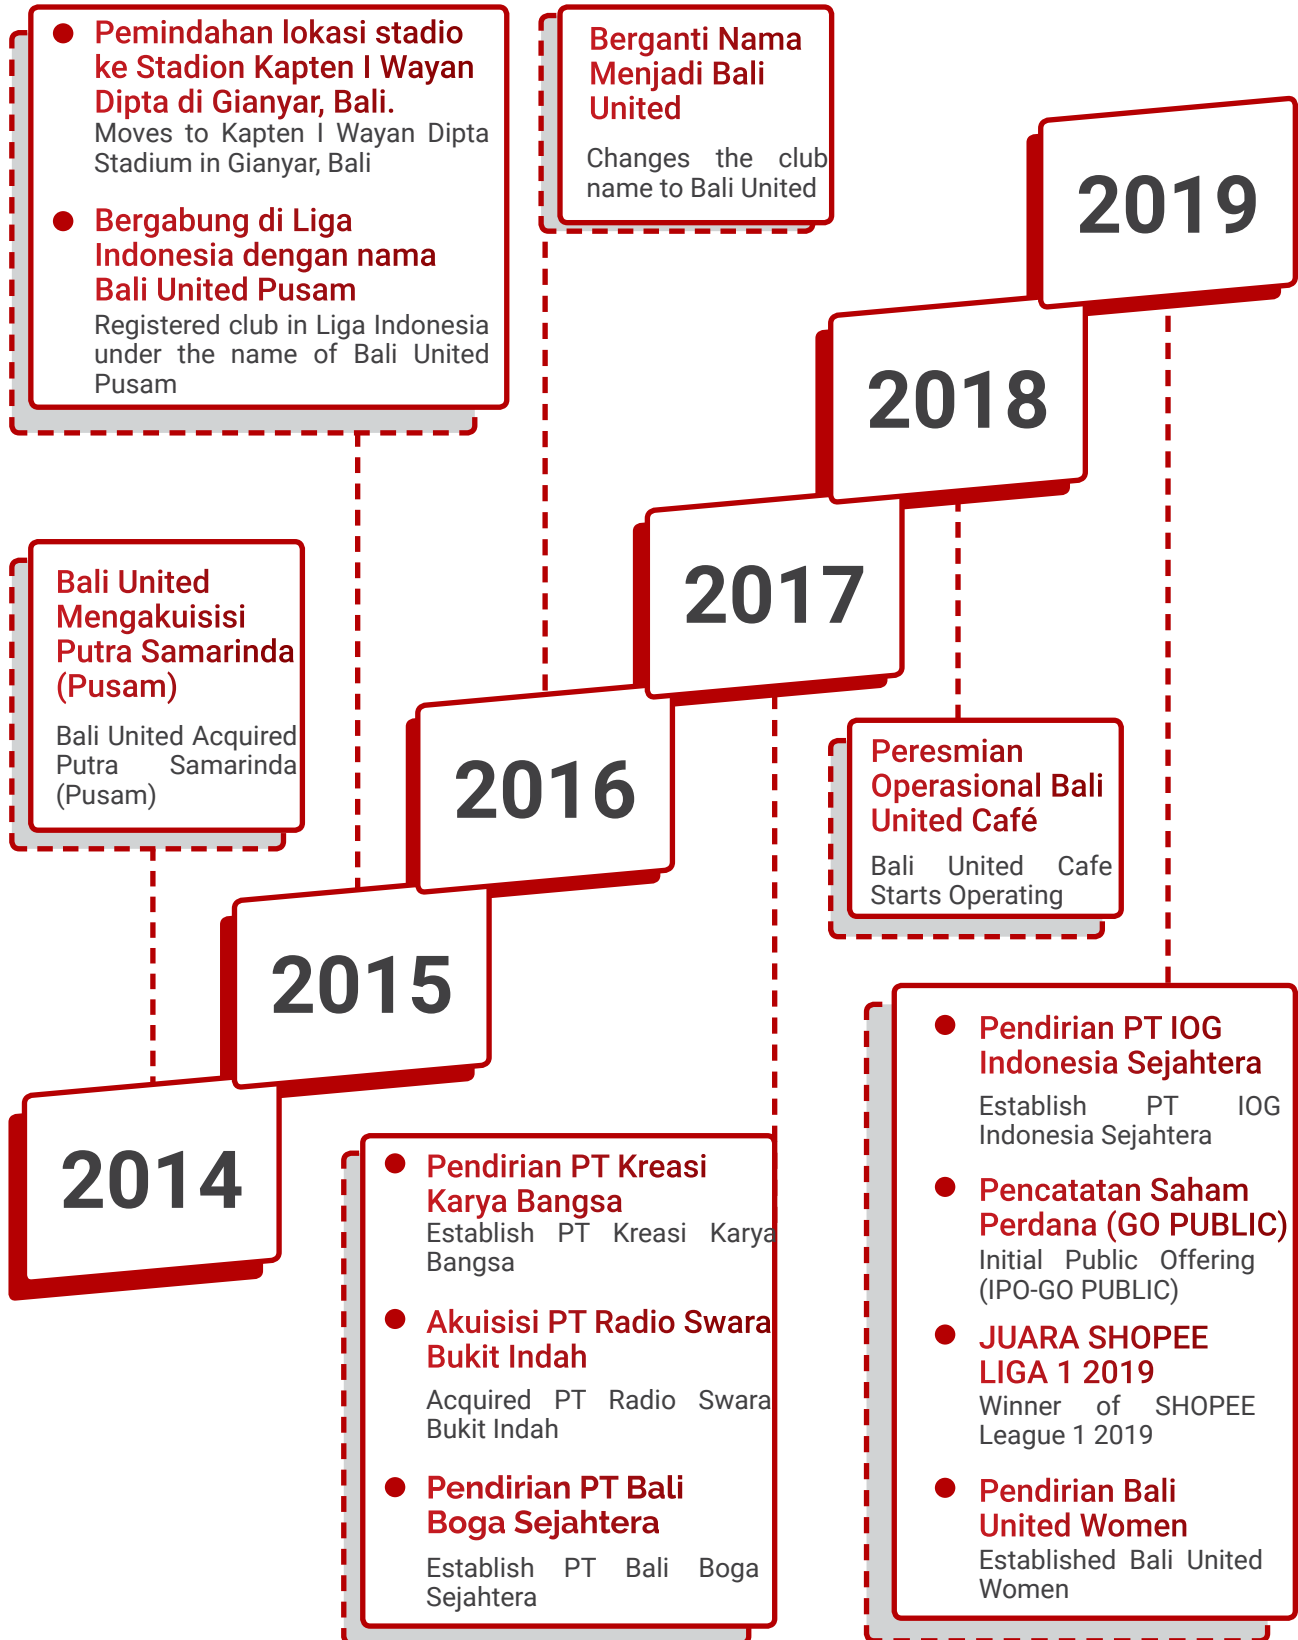 Pemindahan lokasi stadio
ke Stadion Kapten I Wayan
Dipta di Gianyar, Bali.
Moves to Kapten I Wayan Dipta
Stadium in Gianyar, Bali
Bergabung di Liga
Indonesia dengan nama
Bali United Pusam
Registered club in Liga Indonesia
under the name of Bali United
Pusam
Berganti Nama
Menjadi Bali
United
Changes the club
name to Bali United
2019
2018
2017
Bali United
Mengakuisisi
Putra Samarinda
(Pusam)
Bali United Acquired
Putra Samarinda
(Pusam)
2016
Peresmian
Operasional Bali
United Café
Bali United Cafe
Starts Operating
2015
2014
Pendirian PT Kreasi
Karya Bangsa
Establish PT Kreasi Karya
Bangsa
Akuisisi PT Radio Swara
Bukit Indah
Acquired PT Radio Swara
Bukit Indah
Pendirian PT Bali
Boga Sejahtera
Establish PT Bali Boga
Sejahtera
Pendirian PT IOG
Indonesia Sejahtera
Establish PT IOG
Indonesia Sejahtera
Pencatatan Saham
Perdana (GO PUBLIC)
Initial Public Offering
(IPO-GO PUBLIC)
JUARA SHOPEE
LIGA 1 2019
Winner of SHOPEE
League 1 2019
Pendirian Bali
United Women
Established Bali United
Women